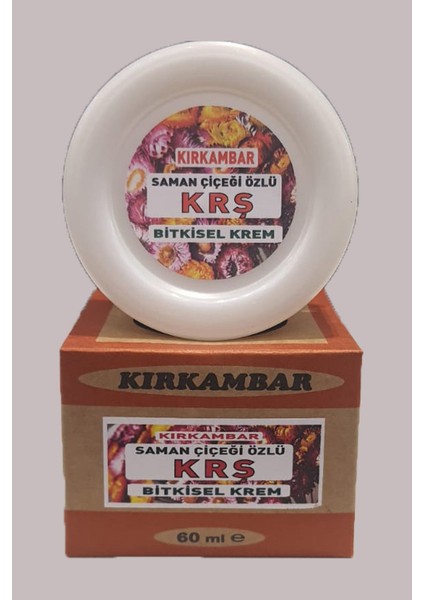 KIRKAMBAR
SAMAN ÇİÇEĞİ ÖZLÜ
KRŞ
BİTKİSEL KREM
KIRKAMBAR
KIRKAMBAR
SAMAN ÇİÇEĞİ ÖZLÜ
KRŞ
BİTKİSEL KREM
60 ml ℮